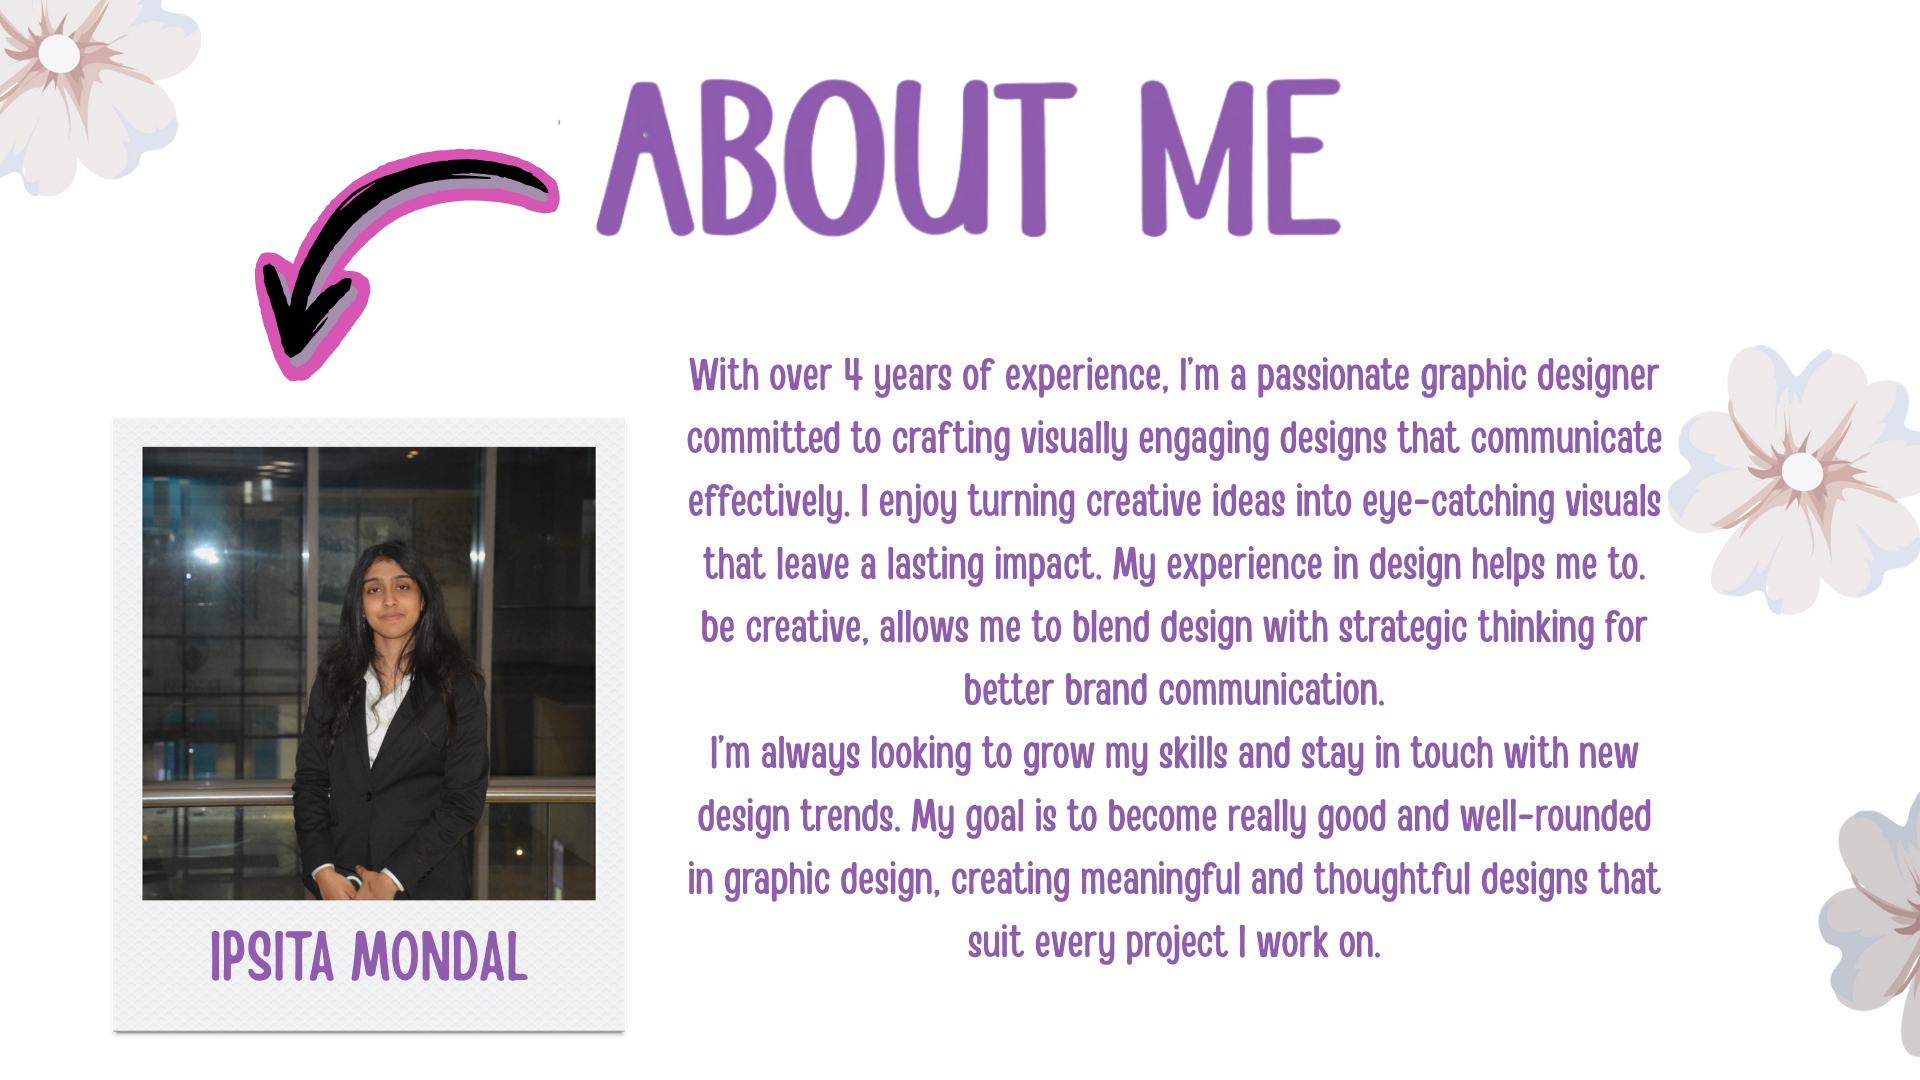 ABOUT ME
With over 4 years of experience, I'm a passionate graphic designer
committed to crafting visually engaging designs that communicate
effectively. I enjoy turning creative ideas into eye-catching visuals
that leave a lasting impact. My experience in design helps me to.
be creative, allows me to blend design with strategic thinking for
better brand communication.
I'm always looking to grow my skills and stay in touch with new
design trends. My goal is to become really good and well-rounded
in graphic design, creating meaningful and thoughtful designs that
suit every project I work on.
IPSITA MONDAL